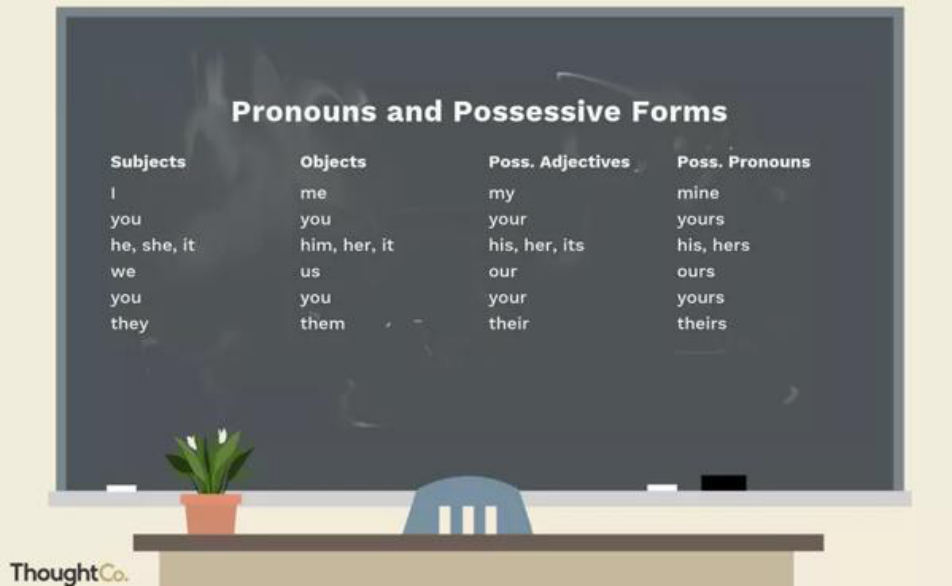 Pronouns and Possessive Forms
Subjects Objects Poss. Adjectives Poss. Pronouns
I me my mine
you you your yours
he, she, it him, her, it his, her, its his, hers
we us our ours
you you your yours
they them their theirs
ThoughtCo.